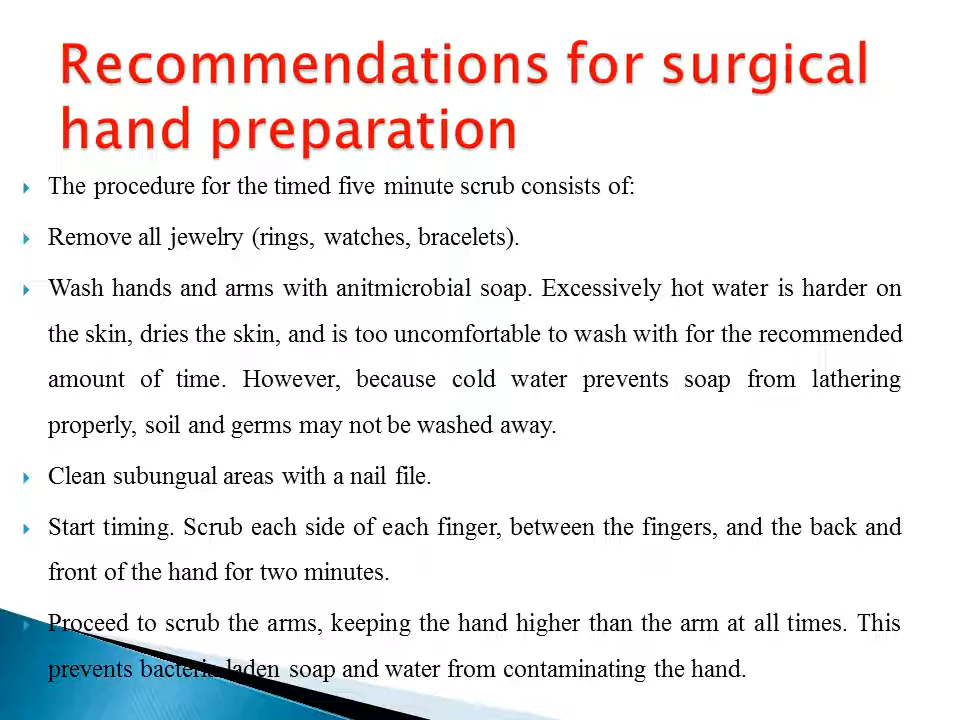 Recommendations for surgical
hand preparation
The procedure for the timed five minute scrub consists of:
Remove all jewelry (rings, watches, bracelets).
Wash hands and arms with anitmicrobial soap. Excessively hot water is harder on
the skin, dries the skin, and is too uncomfortable to wash with for the recommended
amount of time. However, because cold water prevents soap from lathering
properly, soil and germs may not be washed away.
Clean subungual areas with a nail file.
Start timing. Scrub each side of each finger, between the fingers, and the back and
front of the hand for two minutes.
Proceed to scrub the arms, keeping the hand higher than the arm at all times. This
prevents bacteria laden soap and water from contaminating the hand.